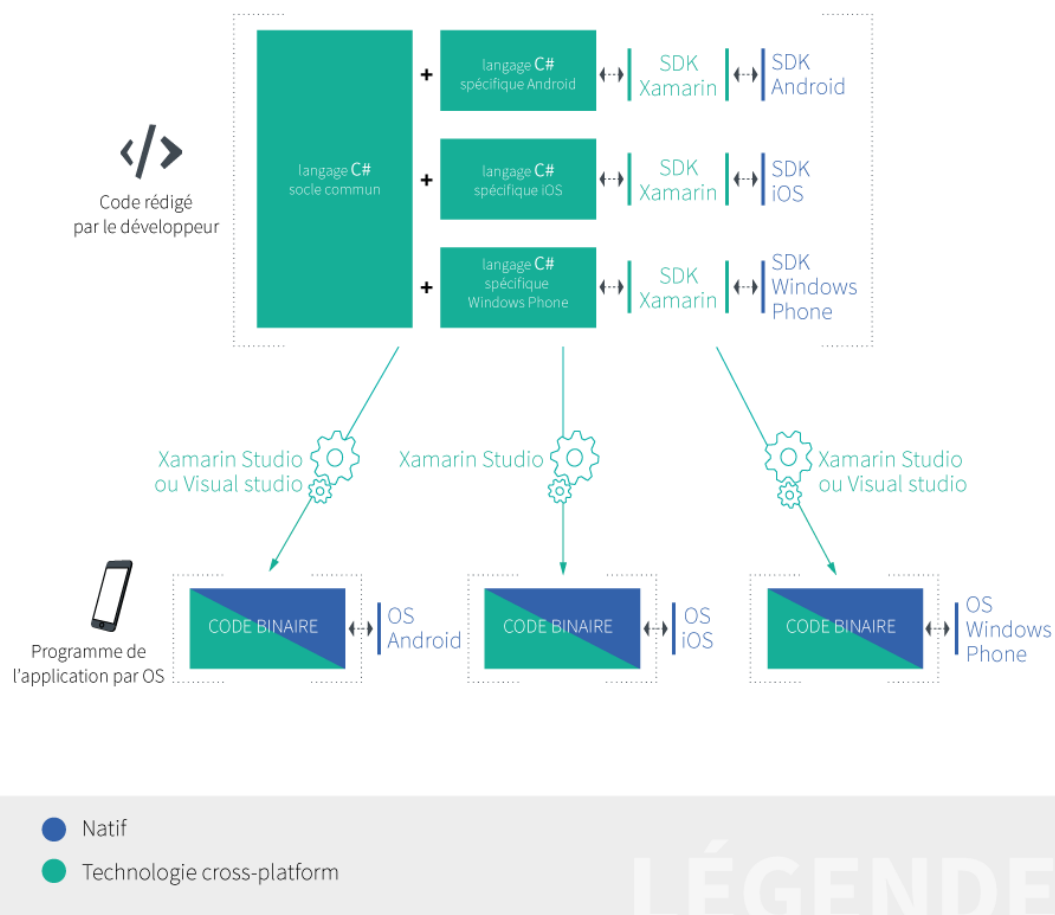 langage C#
socle commun
+
langage C#
spécifique Android
SDK
Xamarin
SDK
Android
</>
Code rédigé
par le développeur
+
langage C#
spécifique iOS
SDK
Xamarin
SDK
iOS
+
langage C#
spécifique
Windows Phone
SDK
Xamarin
SDK
Windows
Phone
Xamarin Studio
ou Visual studio
Xamarin Studio
Xamarin Studio
ou Visual studio
Programme de
l'application par OS
CODE BINAIRE
OS
Android
CODE BINAIRE
OS
iOS
CODE BINAIRE
OS
Windows
Phone
Natif
Technologie cross-platform
LÉGENDE